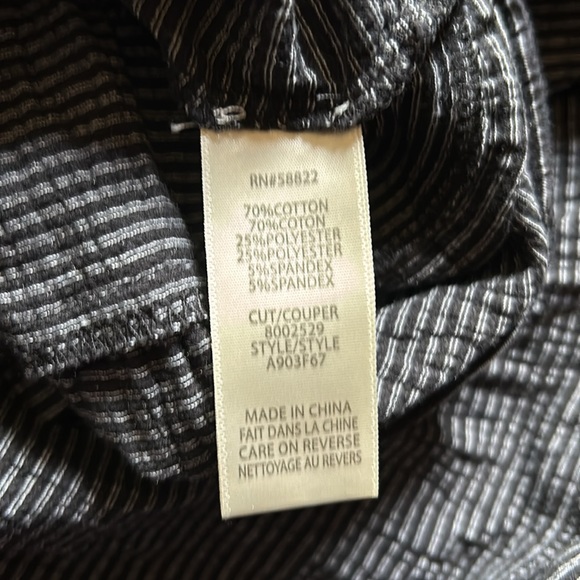 RN#58822
70%COTTON
70%COTON
25%POLYESTER
25%POLYESTER
5%SPANDEX
5%SPANDEX
CUT/COUPER
8002529
STYLE/STYLE
A903F67
MADE IN CHINA
FAIT DANS LA CHINE
CARE ON REVERSE
NETTOYAGE AU REVERS